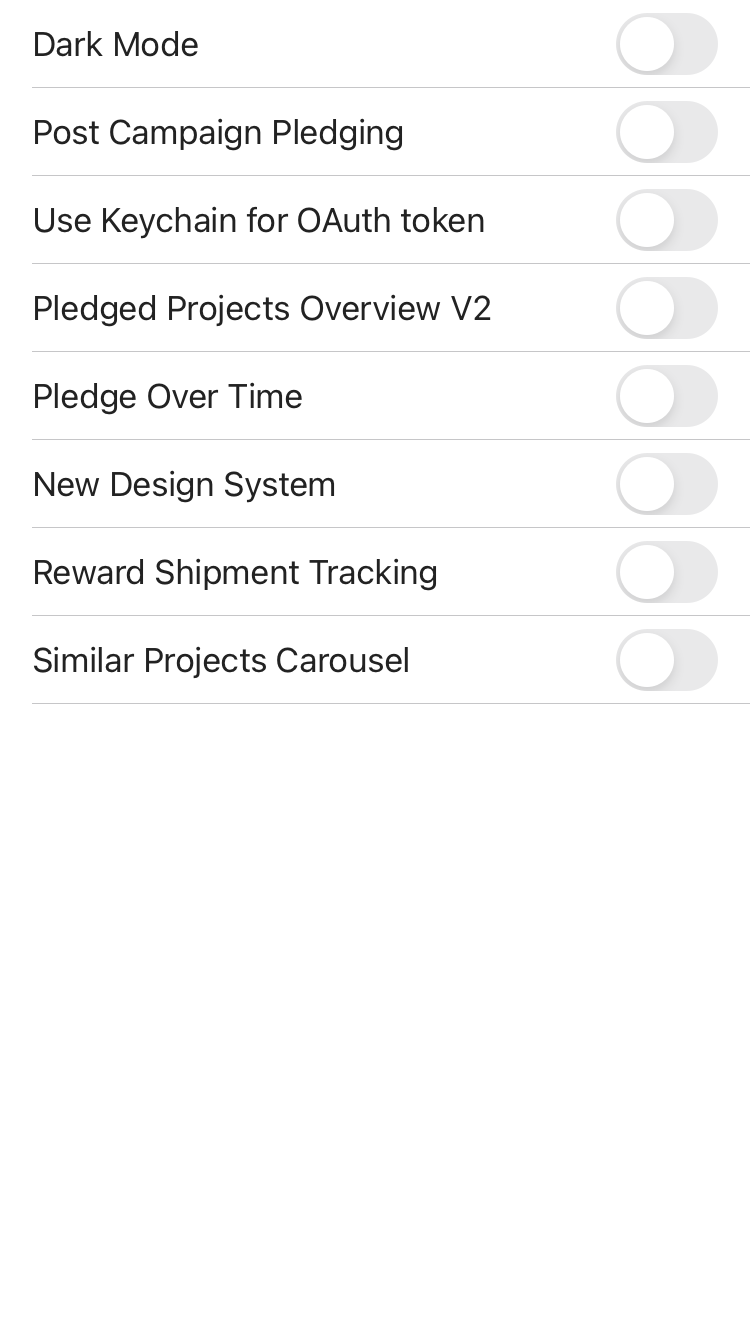 Dark Mode
Post Campaign Pledging
Use Keychain for OAuth token
Pledged Projects Overview V2
Pledge Over Time
New Design System
Reward Shipment Tracking
Similar Projects Carousel